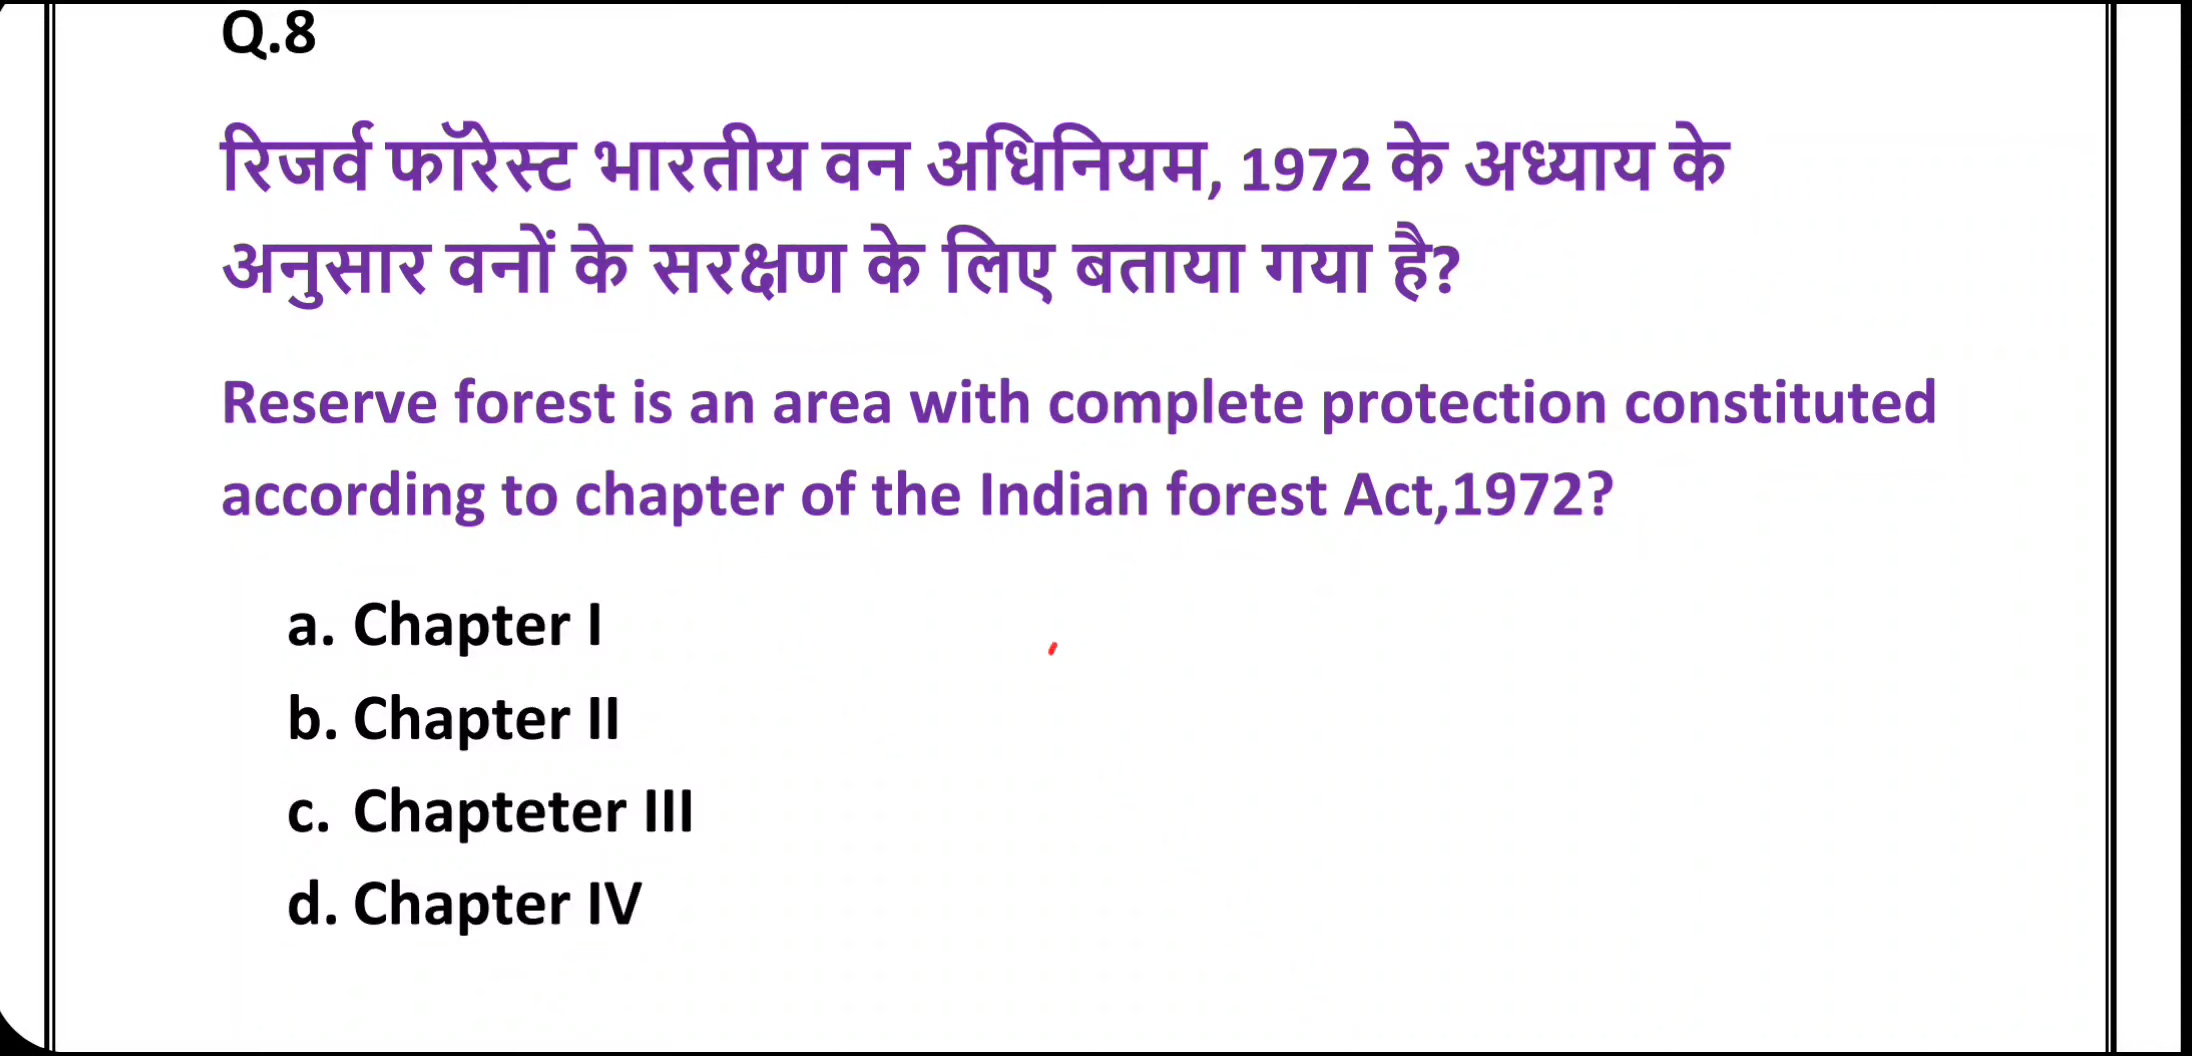 Q.8
रिजर्व फॉरेस्ट भारतीय वन अधिनियम, 1972 के अध्याय के
अनुसार वनों के सरक्षण के लिए बताया गया है?
Reserve forest is an area with complete protection constituted
according to chapter of the Indian forest Act,1972?
a. Chapter I
b. Chapter II
c. Chapteter III
d. Chapter IV